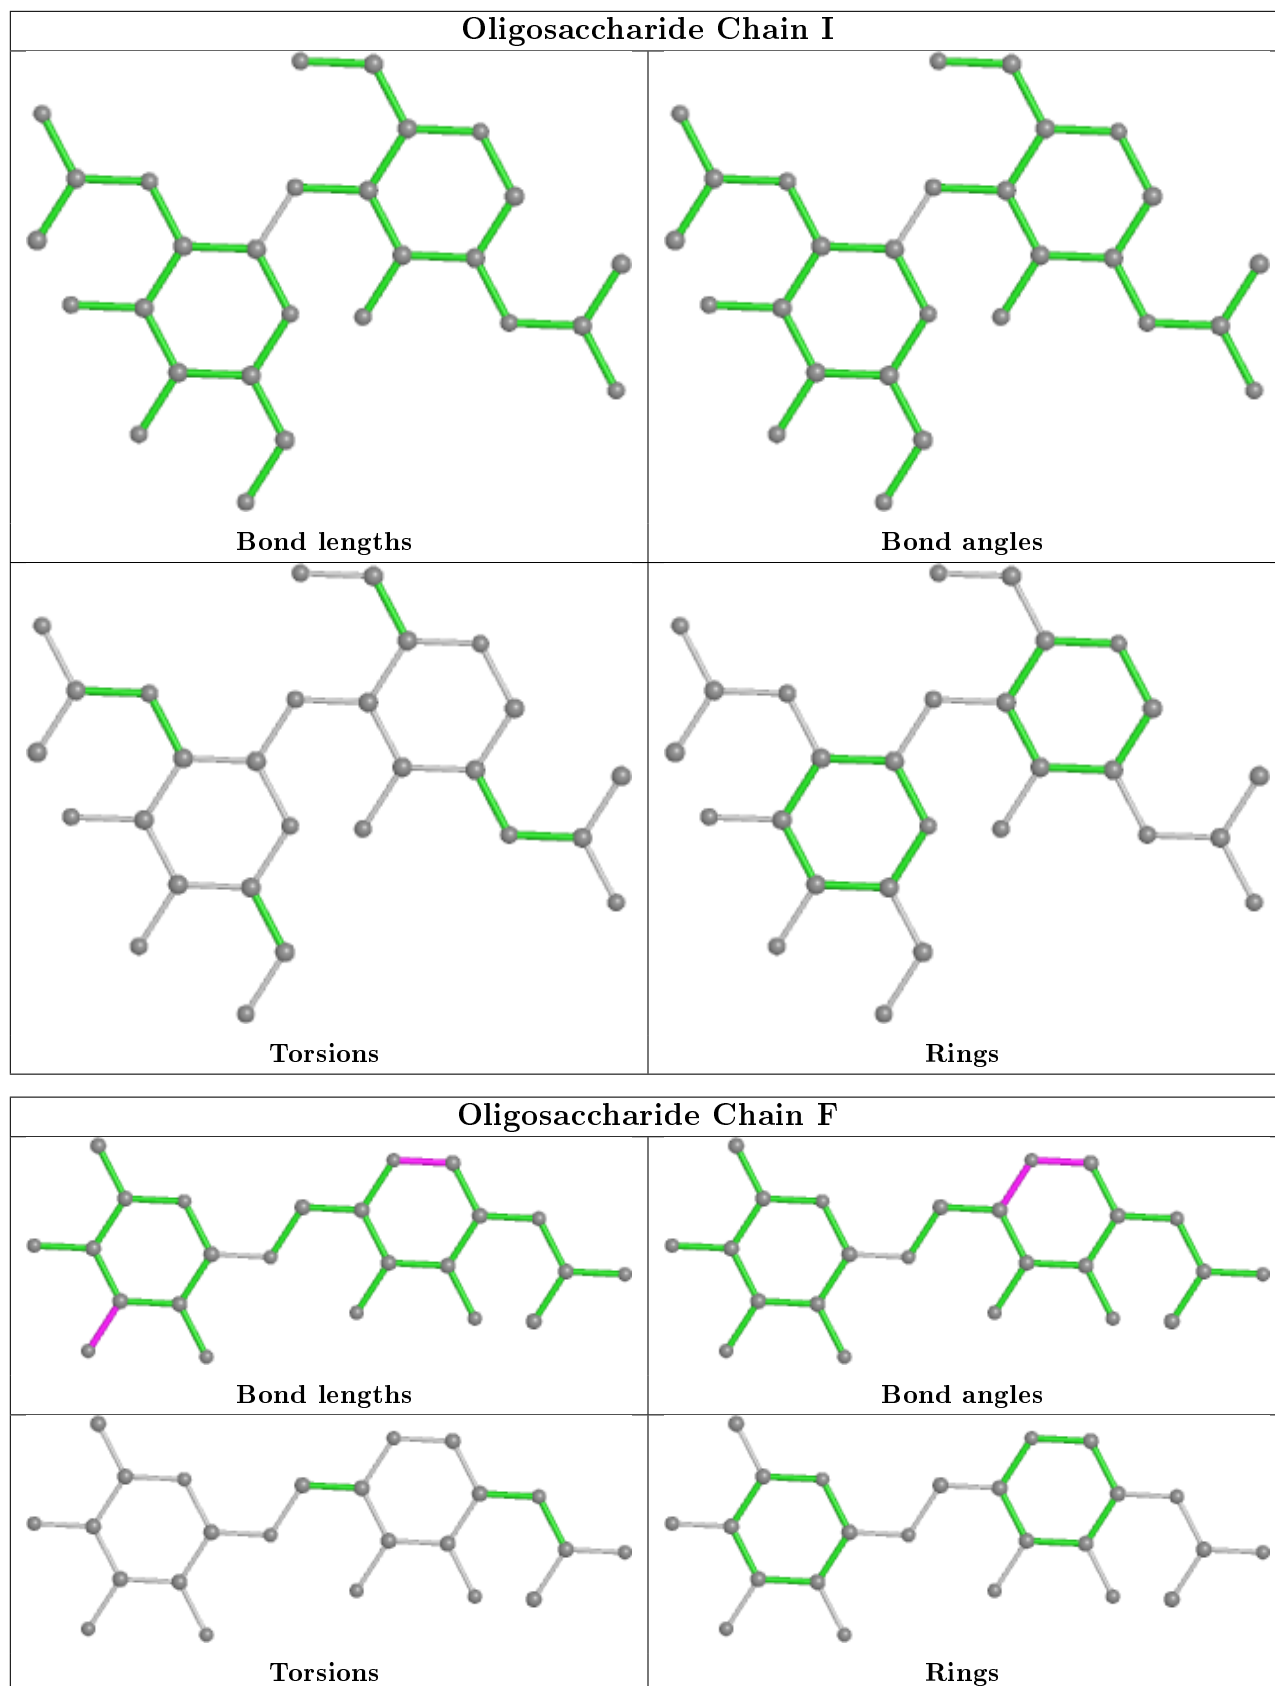 Oligosaccharide Chain I
Bond lengths
Bond angles
Torsions
Rings
Oligosaccharide Chain F
Bond lengths
Bond angles
Torsions
Rings